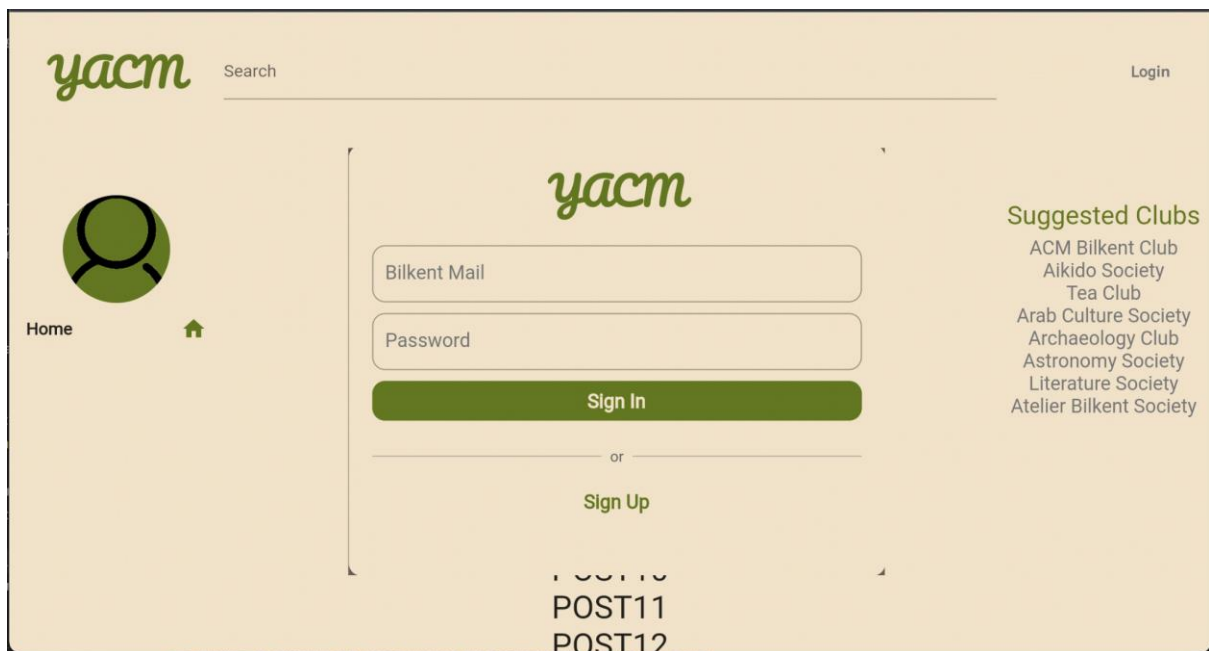 yacm
Search
Login
Home
yacm
Bilkent Mail
Password
Sign In
or
Sign Up
POST11
POST12
Suggested Clubs
ACM Bilkent Club
Aikido Society
Tea Club
Arab Culture Society
Archaeology Club
Astronomy Society
Literature Society
Atelier Bilkent Society